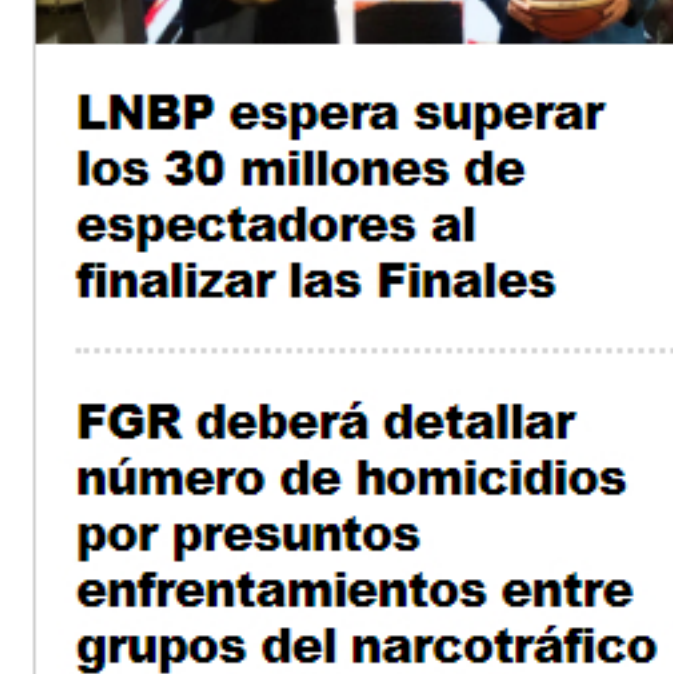 LNBP espera superar
los 30 millones de
espectadores al
finalizar las Finales
FGR deberá detallar
número de homicidios
por presuntos
enfrentamientos entre
grupos del narcotráfico